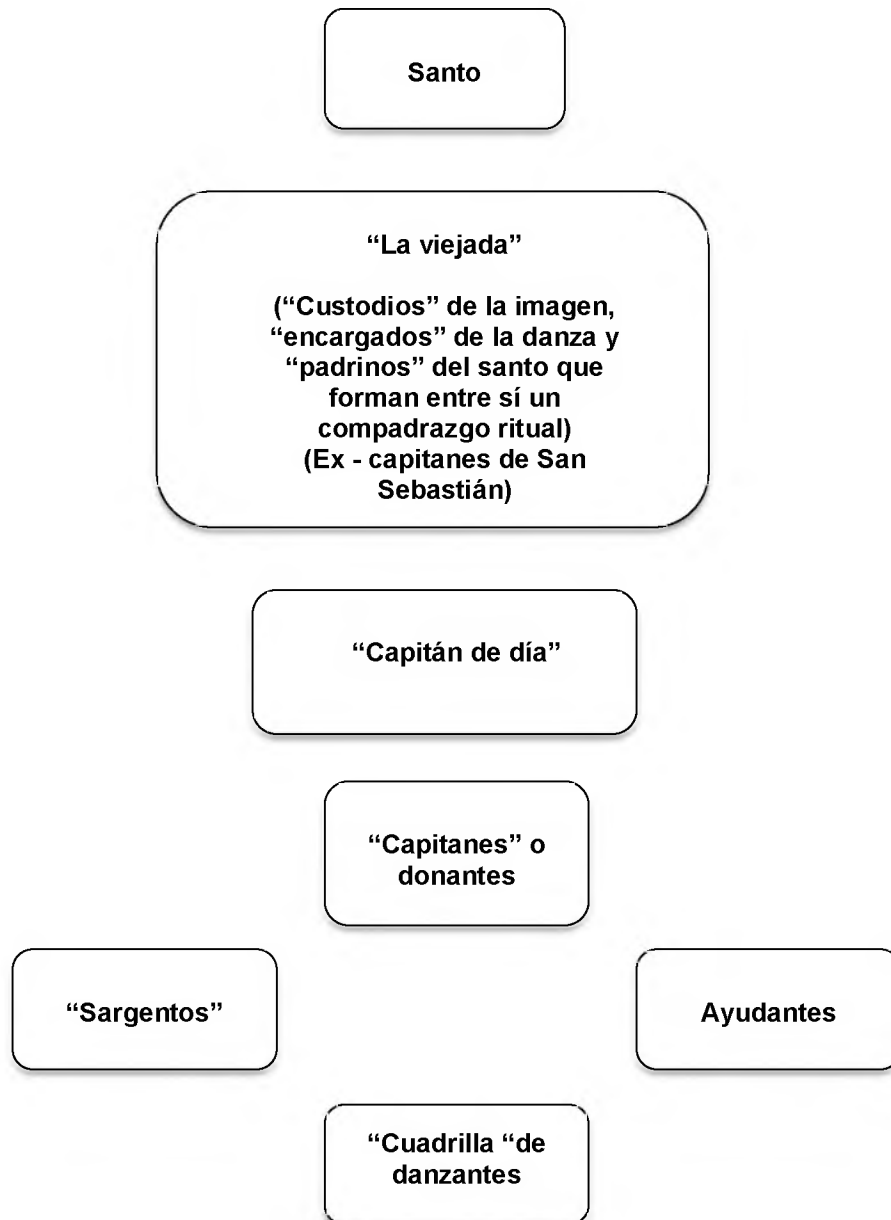 Santo
“La viejada”
(“Custodios” de la imagen,
“encargados” de la danza y
“padrinos” del santo que
forman entre sí un
compadrazgo ritual)
(Ex - capitanes de San
Sebastián)
“Capitán de día”
“Capitanes” o
donantes
“Sargentos”
Ayudantes
“Cuadrilla “de
danzantes